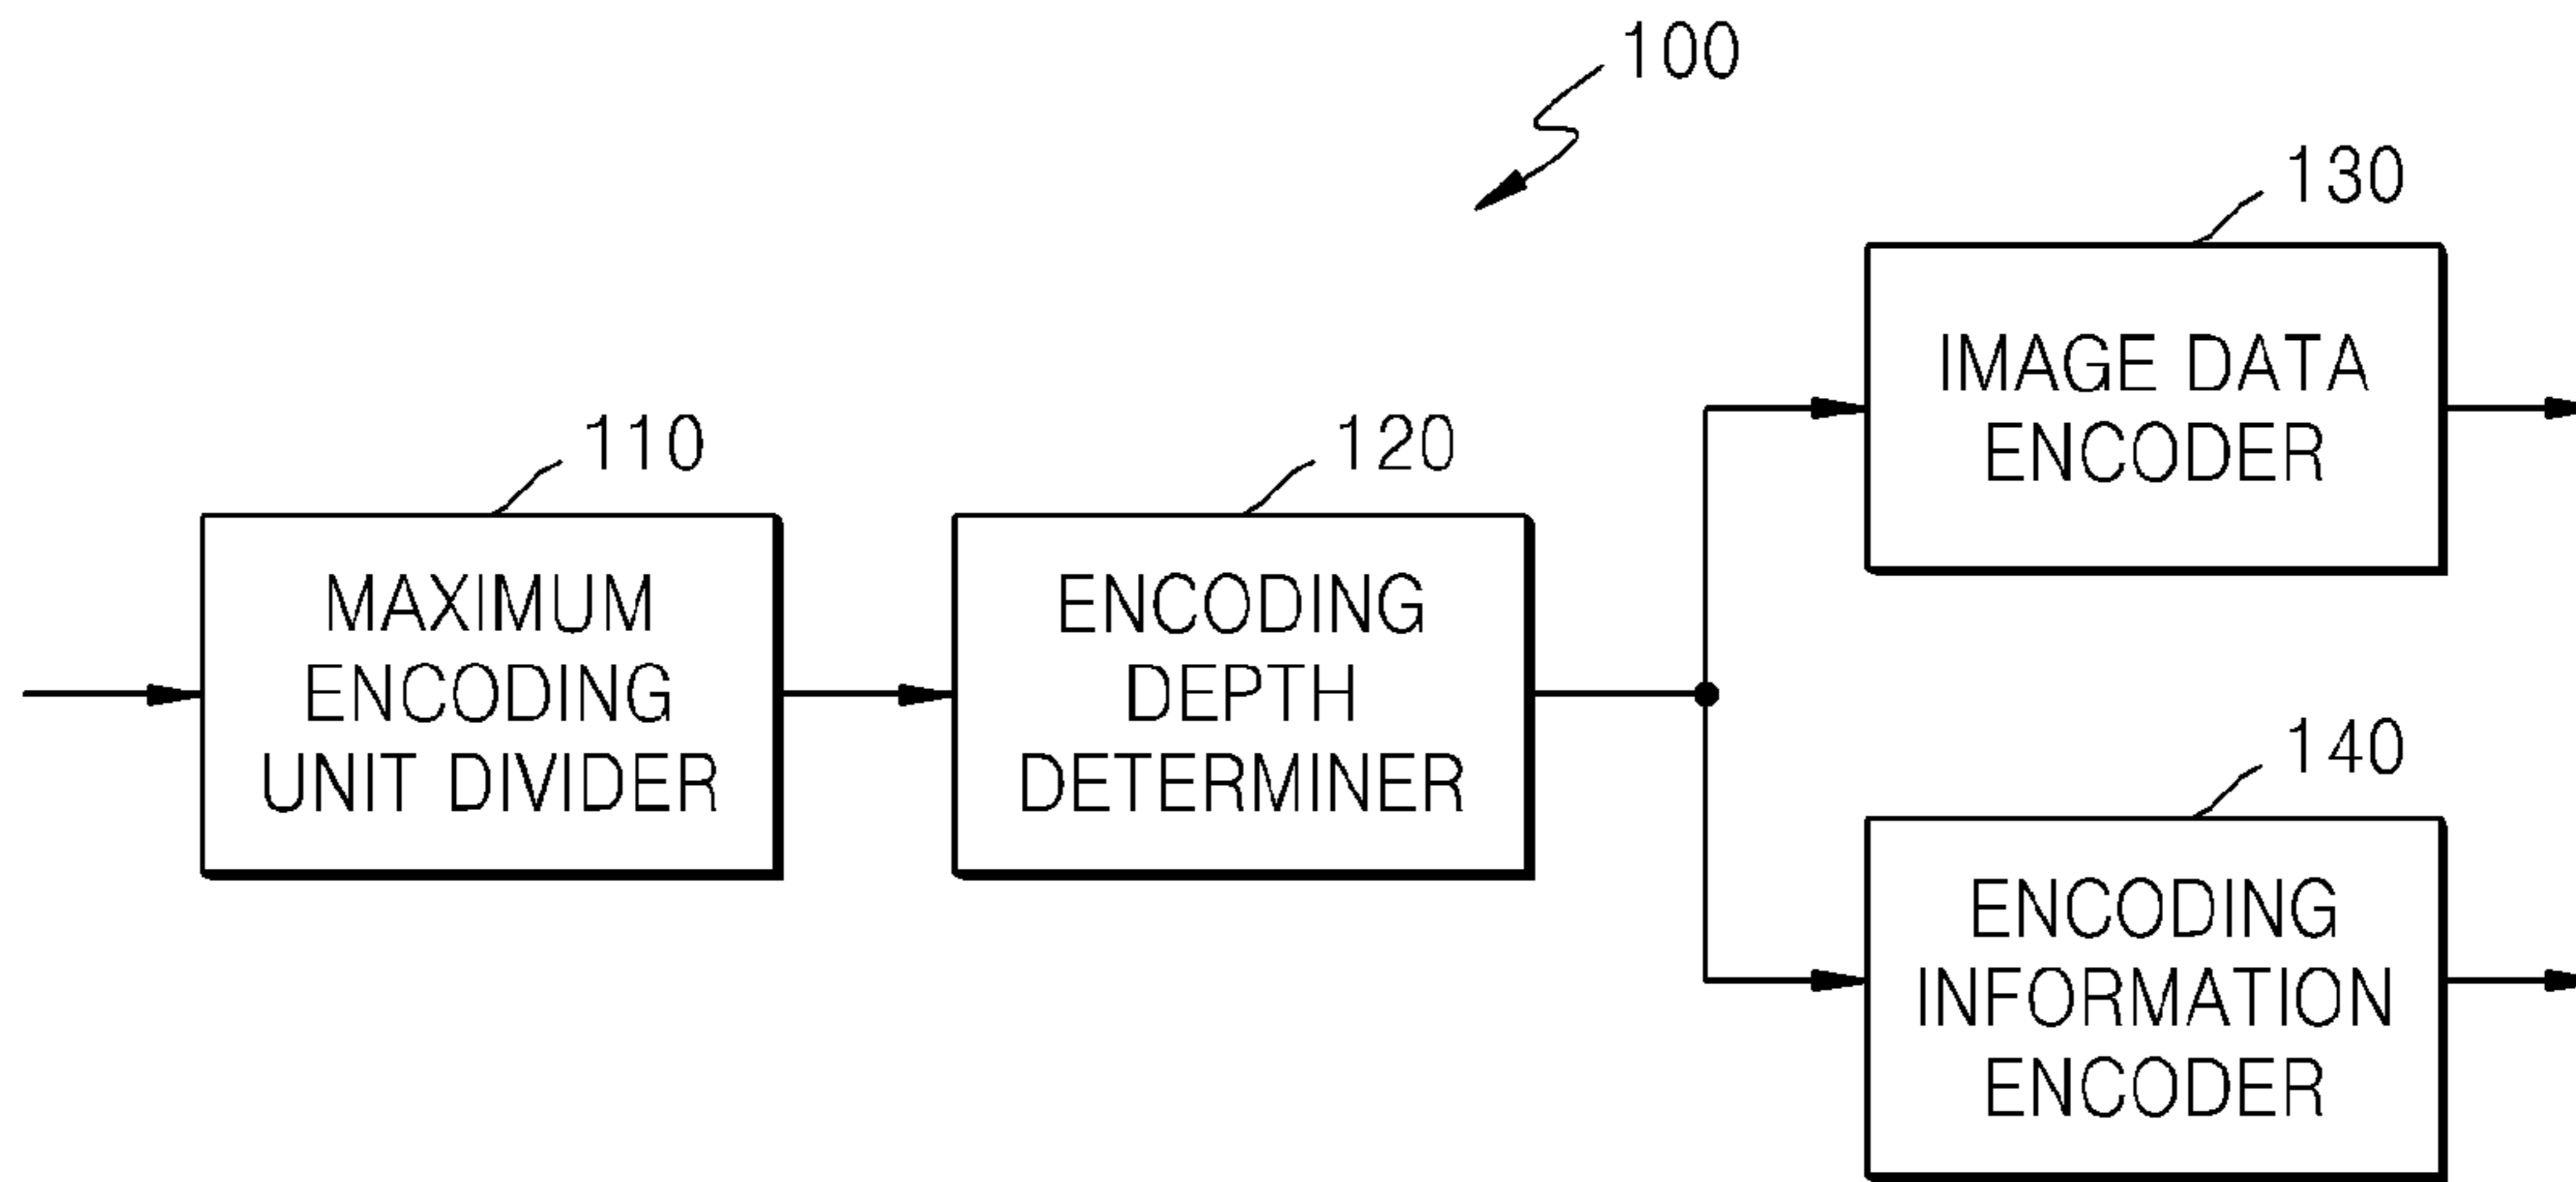 100
110
MAXIMUM
ENCODING
UNIT DIVIDER
120
ENCODING
DEPTH
DETERMINER
130
IMAGE DATA
ENCODER
140
ENCODING
INFORMATION
ENCODER